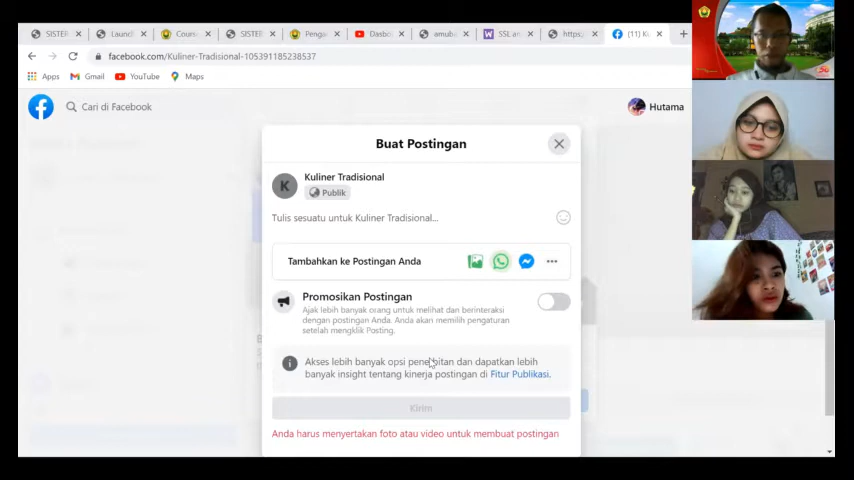 SISTER
Launch
Cours
SISTER
Pengan
Dasbo
amub
SSL an
https:/
(11) Ku
facebook.com/Kuliner-Tradisional-105391185238537
Apps
Gmail
YouTube
Maps
Cari di Facebook
Hutama
Buat Postingan
K
Kuliner Tradisional
Publik
Tulis sesuatu untuk Kuliner Tradisional...
Tambahkan ke Postingan Anda
Promosikan Postingan
Ajak lebih banyak orang untuk melihat dan berinteraksi
dengan postingan Anda. Anda akan memilih pengaturan
setelah mengklik Posting.
Akses lebih banyak opsi penerbitan dan dapatkan lebih
banyak insight tentang kinerja postingan di Fitur Publikasi.
Kirim
Anda harus menyertakan foto atau video untuk membuat postingan